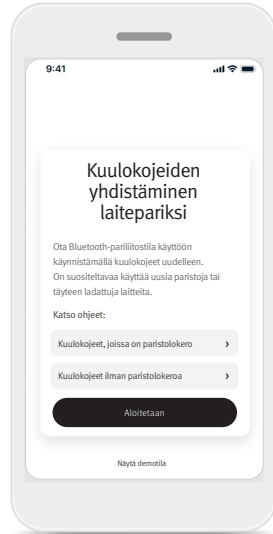 9:41
Kuulokojeiden
yhdistäminen
laitepariksi
Ota Bluetooth-pariliitostila käyttöön
käynnistämällä kuulokojeet uudelleen.
On suositeltavaa käyttää uusia paristoja tai
täyteen ladattuja laitteita.
Katso ohjeet:
Kuulokojeet, joissa on paristolokero
Kuulokojeet ilman paristolokeroa
Aloitetaan
Näytä demotila